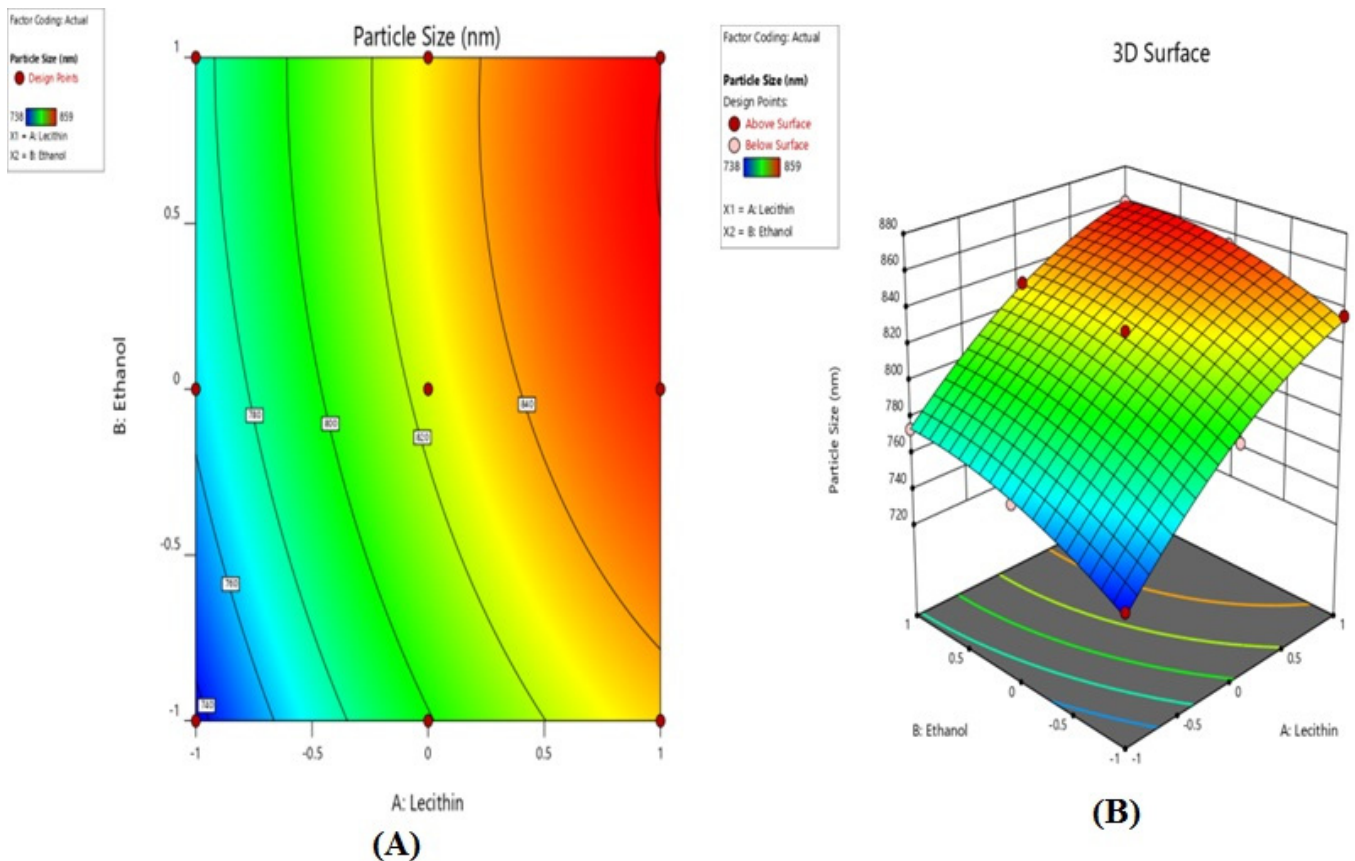 Factor Coding: Actual
Particle Size (nm)
Design Points
738 859
X1 = A: Lecithin
X2 = B: Ethanol
Particle Size (nm)
1
0.5
0
-0.5
-1
B: Ethanol
780
800
820
840
760
740
-1 -0.5 0 0.5 1
A: Lecithin
(A)
Factor Coding: Actual
Particle Size (nm)
Design Points:
Above Surface
Below Surface
738 859
X1 = A: Lecithin
X2 = B: Ethanol
3D Surface
880
860
840
820
800
780
760
740
720
Particle Size (nm)
1
0.5
0
-0.5
-1
B: Ethanol
1
0.5
0
-0.5
-1
A: Lecithin
(B)